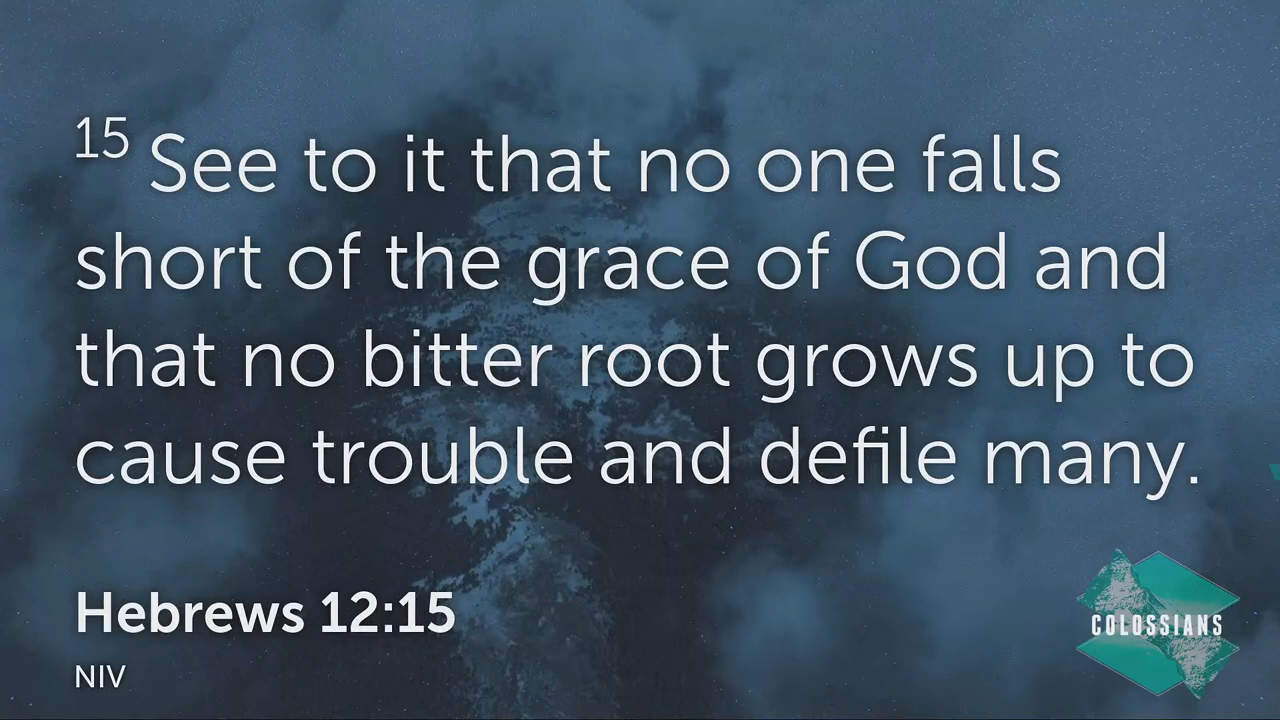 15 See to it that no one falls
short of the grace of God and
that no bitter root grows up to
cause trouble and defile many.
Hebrews 12:15
NIV
COLOSSIANS